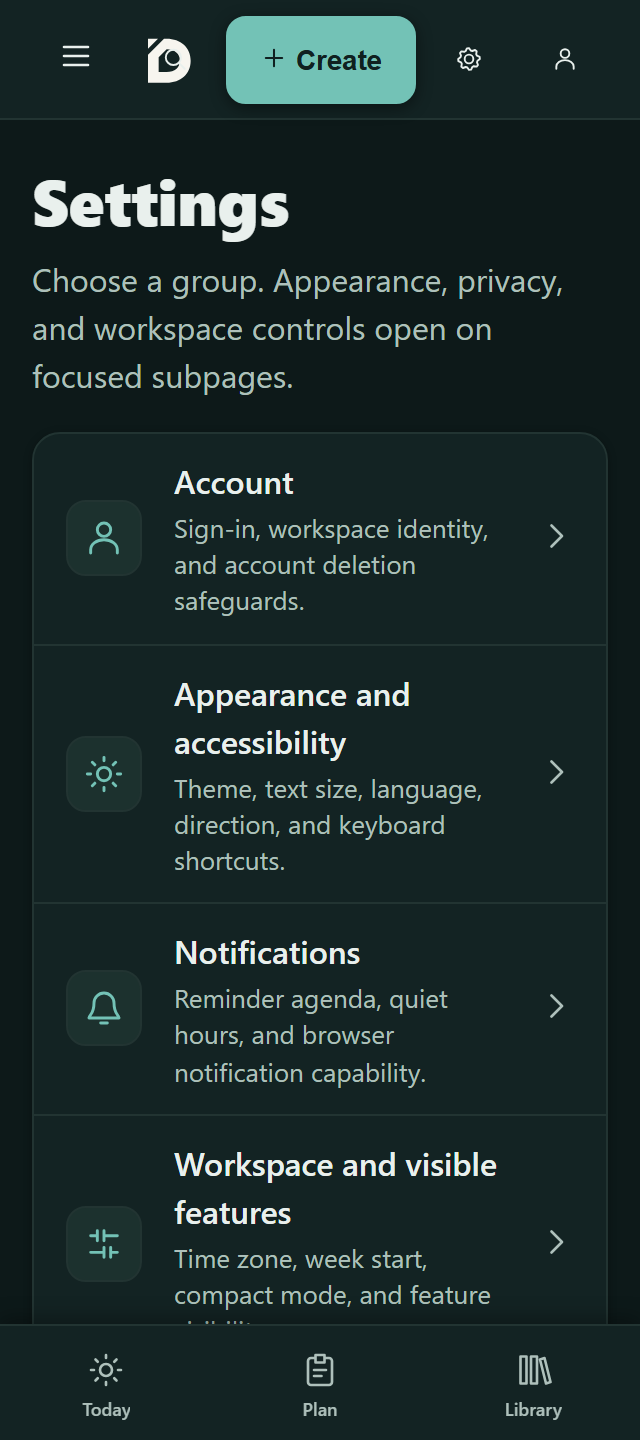 Create
Settings
Choose a group. Appearance, privacy,
and workspace controls open on
focused subpages.
Account
Sign-in, workspace identity,
and account deletion
safeguards.
Appearance and
accessibility
Theme, text size, language,
direction, and keyboard
shortcuts.
Notifications
Reminder agenda, quiet
hours, and browser
notification capability.
Workspace and visible
features
Time zone, week start,
compact mode, and feature
Today
Plan
Library